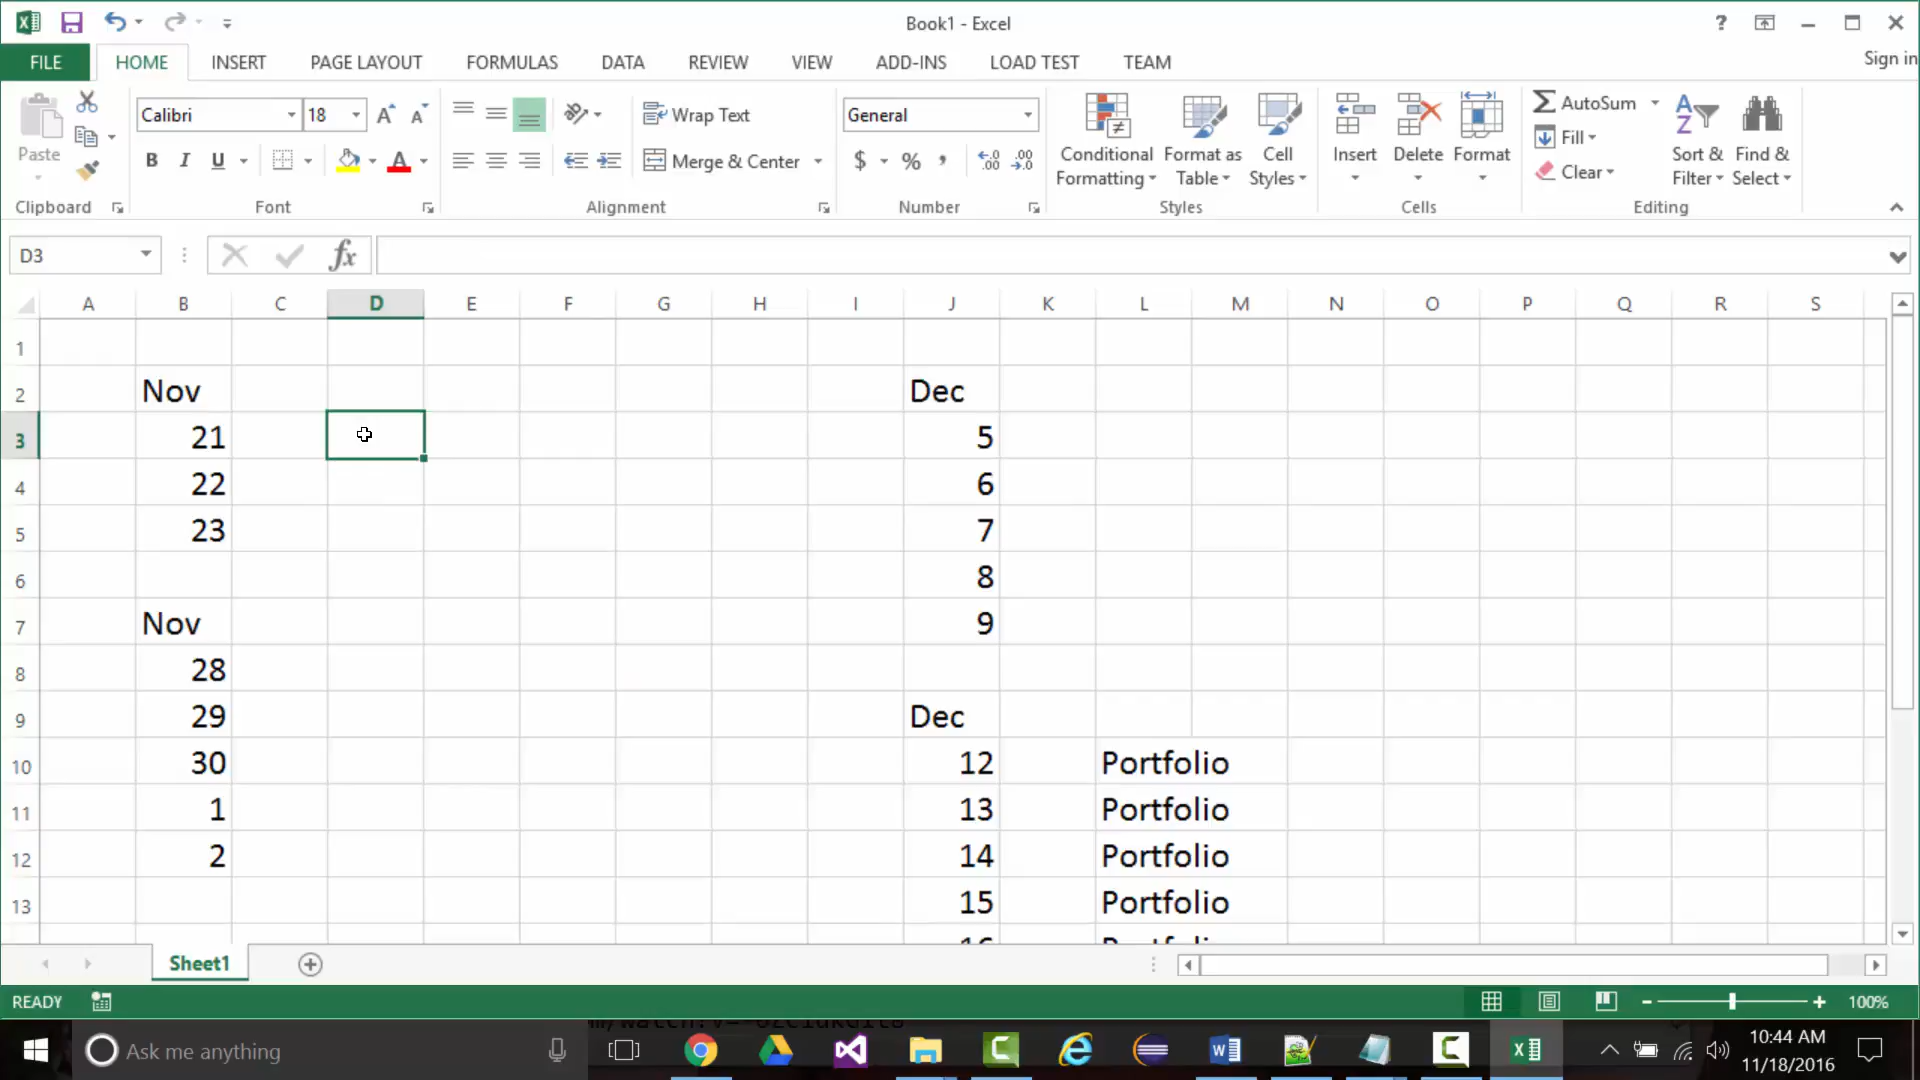 Book1 - Excel
?
Sign in
FILE HOME INSERT PAGE LAYOUT FORMULAS DATA REVIEW VIEW ADD-INS LOAD TEST TEAM
Paste
Clipboard
Calibri 18
B I U A
Font
Wrap Text
Merge & Center
Alignment
General
$ % ,
Number
Conditional Formatting
Format as Table
Cell Styles
Styles
Insert Delete Format
Cells
AutoSum
Fill
Clear
Sort & Filter
Find & Select
Editing
D3 fx
A B C D E F G H I J K L M N O P Q R S
1
2 Nov Dec
3 21 5
4 22 6
5 23 7
6 8
7 Nov 9
8 28
9 29 Dec
10 30 12 Portfolio
11 1 13 Portfolio
12 2 14 Portfolio
13 15 Portfolio
Sheet1
READY 100%
Ask me anything
10:44 AM
11/18/2016